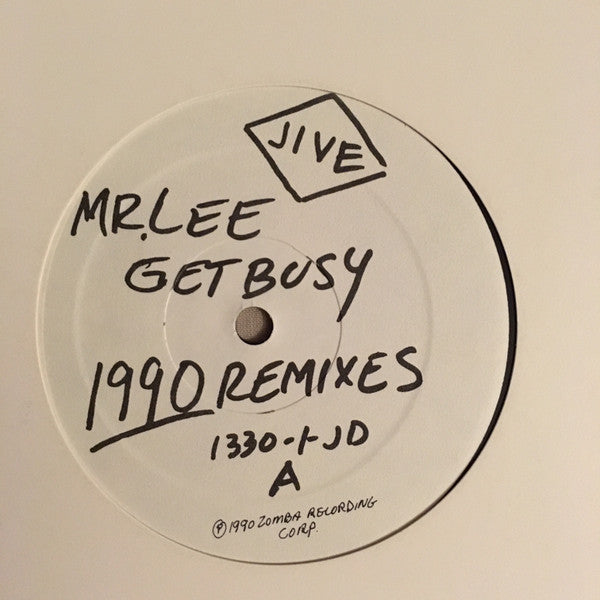 JIVE
MR. LEE
GET BUSY
1990 REMIXES
1330-1-JD
A
℗ 1990 ZOMBA RECORDING
CORP.